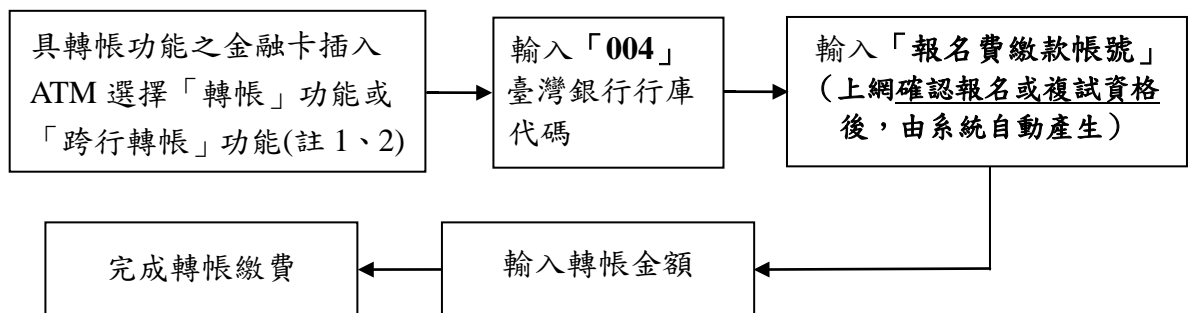 具轉帳功能之金融卡插入
ATM 選擇「轉帳」功能或
「跨行轉帳」功能(註 1、2)
輸入「004」
臺灣銀行行庫
代碼
輸入「報名費繳款帳號」
(上網確認報名或複試資格
後,由系統自動產生)
輸入轉帳金額
完成轉帳繳費